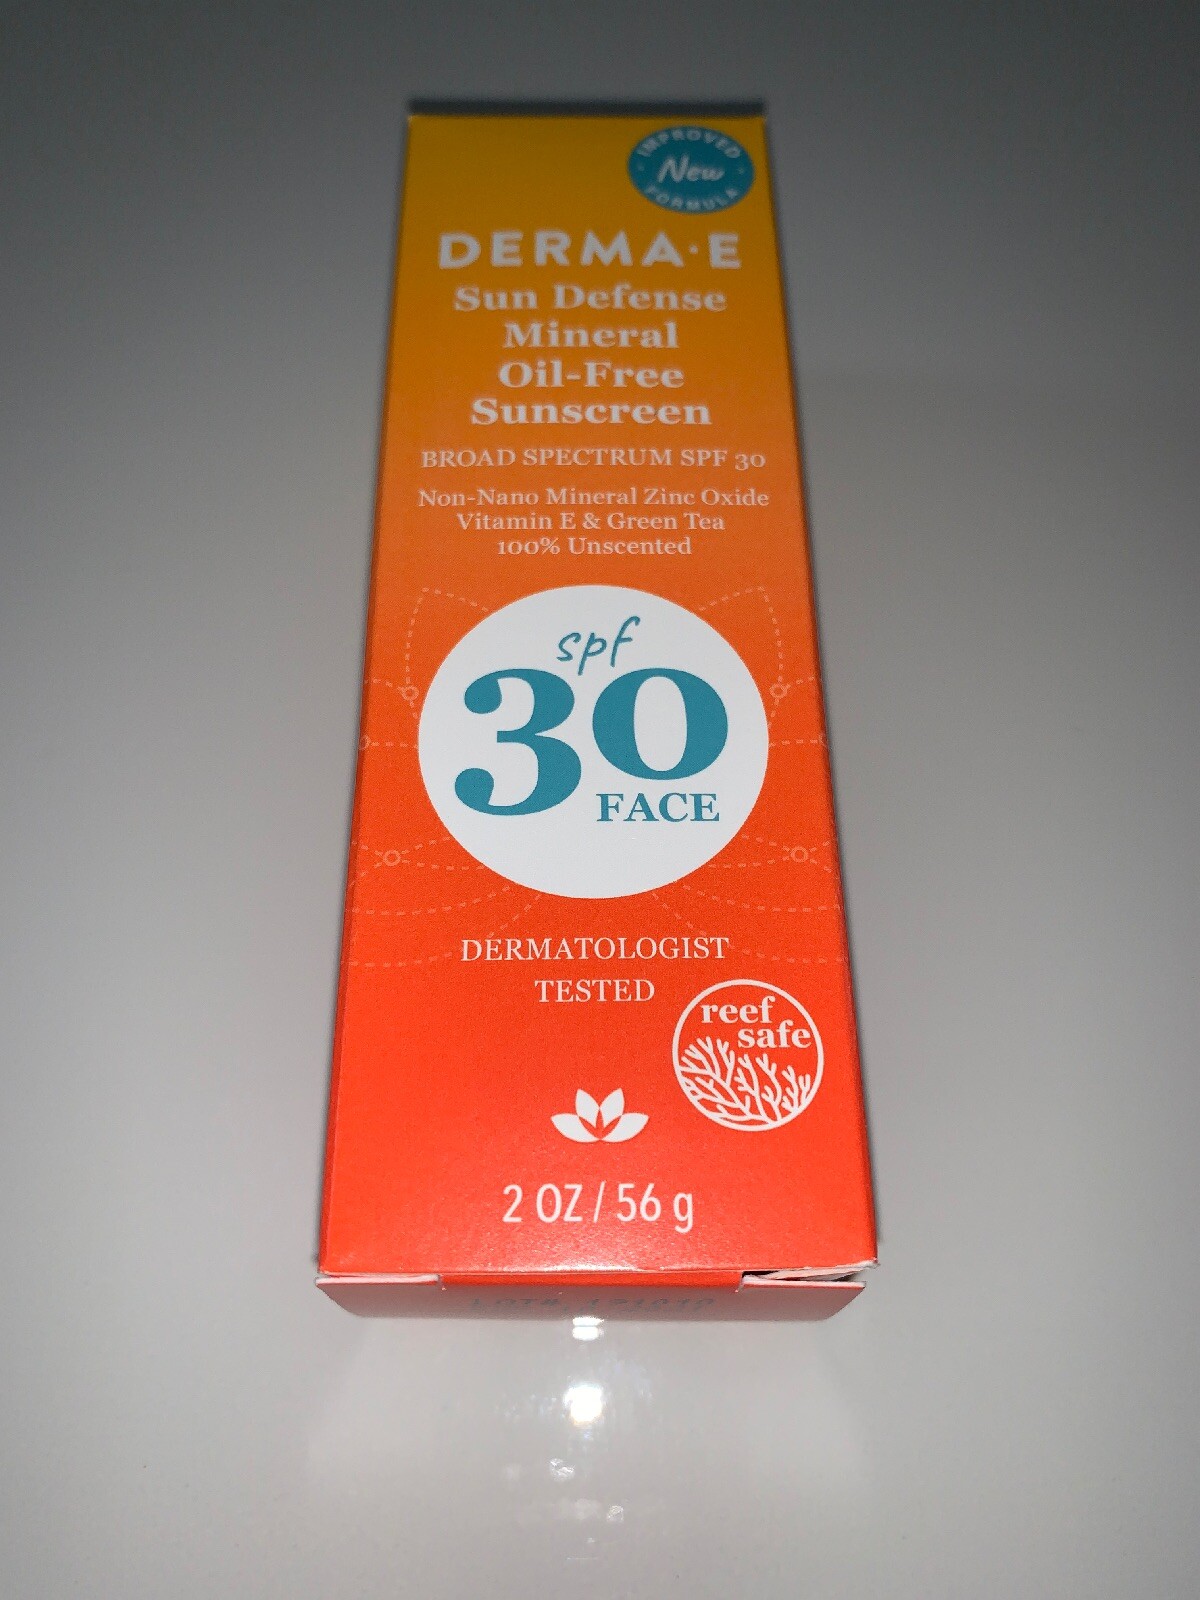 IMPROVED
New
FORMULA
DERMA·E
Sun Defense
Mineral
Oil-Free
Sunscreen
BROAD SPECTRUM SPF 30
Non-Nano Mineral Zinc Oxide
Vitamin E & Green Tea
100% Unscented
spf
30
FACE
DERMATOLOGIST
TESTED
reef
safe
2 OZ / 56 g
LOT#